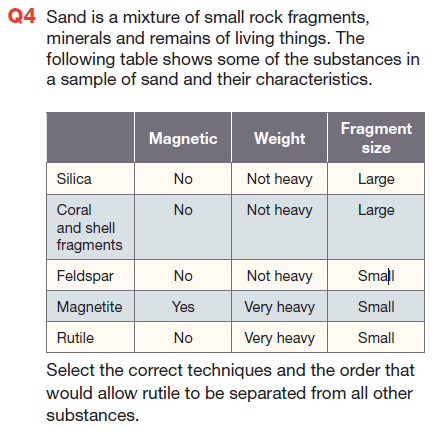 Q4 Sand is a mixture of small rock fragments,
minerals and remains of living things. The
following table shows some of the substances in
a sample of sand and their characteristics.
Magnetic Weight Fragment size
Silica No Not heavy Large
Coral and shell fragments No Not heavy Large
Feldspar No Not heavy Small
Magnetite Yes Very heavy Small
Rutile No Very heavy Small
Select the correct techniques and the order that
would allow rutile to be separated from all other
substances.